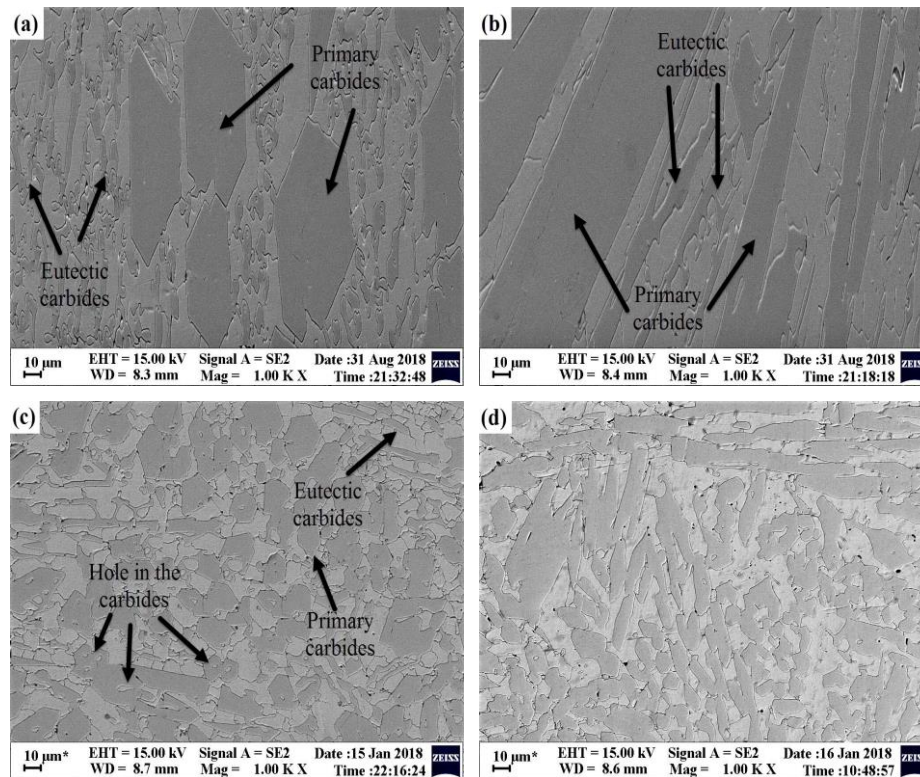 (a)
Primary
carbides
Eutectic
carbides
10 µm
EHT = 15.00 kV Signal A = SE2 Date :31 Aug 2018
WD = 8.3 mm Mag = 1.00 K X Time :21:32:48
ZEISS
(b)
Eutectic
carbides
Primary
carbides
10 µm
EHT = 15.00 kV Signal A = SE2 Date :31 Aug 2018
WD = 8.4 mm Mag = 1.00 K X Time :21:18:18
ZEISS
(c)
Eutectic
carbides
Hole in the
carbides
Primary
carbides
10 µm*
EHT = 15.00 kV Signal A = SE2 Date :15 Jan 2018
WD = 8.7 mm Mag = 1.00 K X Time :22:16:24
ZEISS
(d)
10 µm*
EHT = 15.00 kV Signal A = SE2 Date :16 Jan 2018
WD = 8.6 mm Mag = 1.00 K X Time :10:48:57
ZEISS